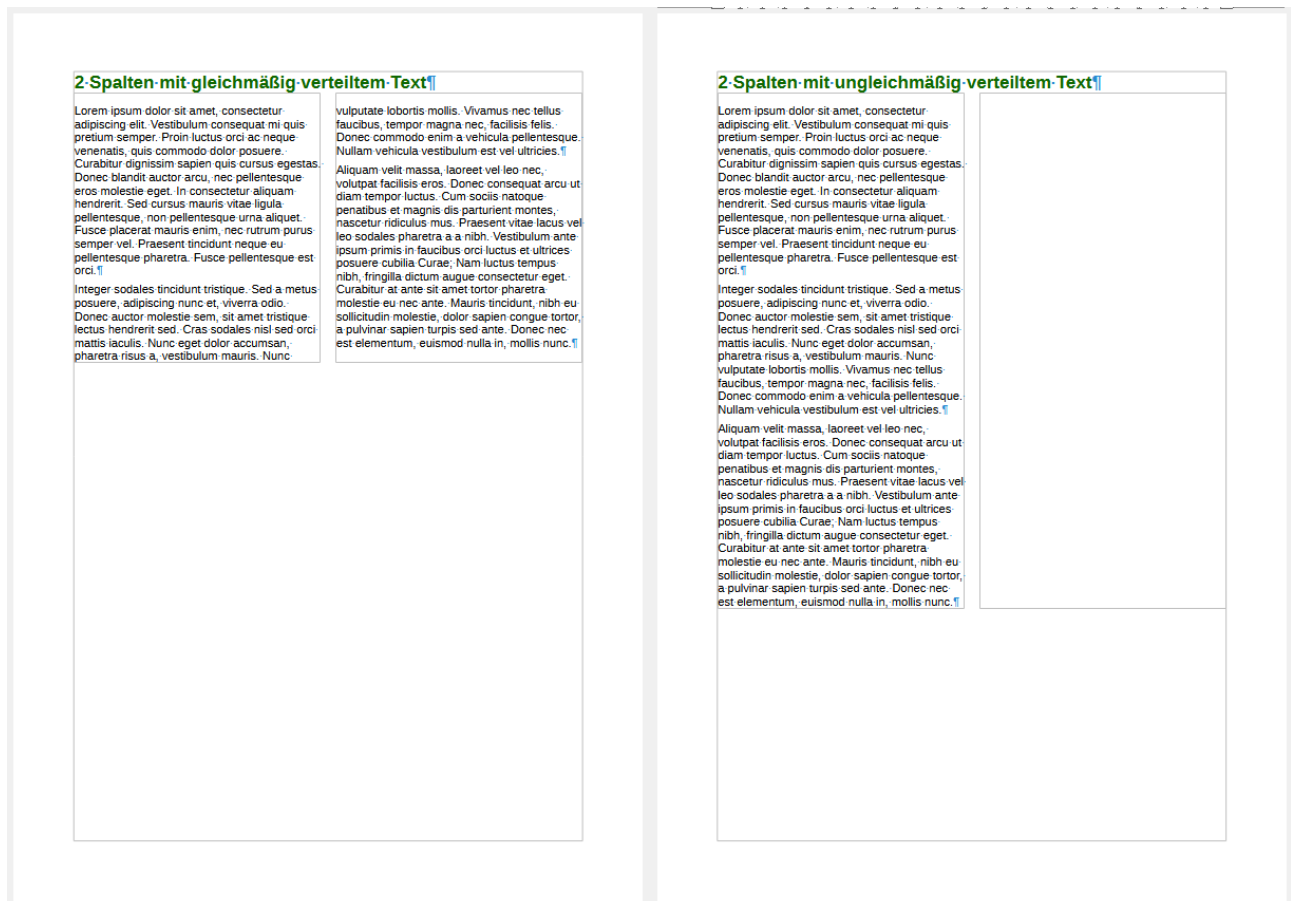 2 Spalten mit gleichmäßig verteiltem Text¶
Lorem ipsum dolor sit amet, consectetur
adipiscing elit. Vestibulum consequat mi quis
pretium semper. Proin luctus orci ac neque
venenatis, quis commodo dolor posuere.
Curabitur dignissim sapien quis cursus egestas.
Donec blandit auctor arcu, nec pellentesque
eros molestie eget. In consectetur aliquam
hendrerit. Sed cursus mauris vitae ligula
pellentesque, non pellentesque urna aliquet.
Fusce placerat mauris enim, nec rutrum purus
semper vel. Praesent tincidunt neque eu
pellentesque pharetra. Fusce pellentesque est
orci.¶
Integer sodales tincidunt tristique. Sed a metus
posuere, adipiscing nunc et, viverra odio.
Donec auctor molestie sem, sit amet tristique
lectus hendrerit sed. Cras sodales nisl sed orci
mattis iaculis. Nunc eget dolor accumsan,
pharetra risus a, vestibulum mauris. Nunc
vulputate lobortis mollis. Vivamus nec tellus
faucibus, tempor magna nec, facilisis felis.
Donec commodo enim a vehicula pellentesque.
Nullam vehicula vestibulum est vel ultricies.¶
Aliquam velit massa, laoreet vel leo nec,
volutpat facilisis eros. Donec consequat arcu ut
diam tempor luctus. Cum sociis natoque
penatibus et magnis dis parturient montes,
nascetur ridiculus mus. Praesent vitae lacus vel
leo sodales pharetra a a nibh. Vestibulum ante
ipsum primis in faucibus orci luctus et ultrices
posuere cubilia Curae; Nam luctus tempus
nibh, fringilla dictum augue consectetur eget.
Curabitur at ante sit amet tortor pharetra
molestie eu nec ante. Mauris tincidunt, nibh eu
sollicitudin molestie, dolor sapien congue tortor,
a pulvinar sapien turpis sed ante. Donec nec
est elementum, euismod nulla in, mollis nunc.¶
2 Spalten mit ungleichmäßig verteiltem Text¶
Lorem ipsum dolor sit amet, consectetur
adipiscing elit. Vestibulum consequat mi quis
pretium semper. Proin luctus orci ac neque
venenatis, quis commodo dolor posuere.
Curabitur dignissim sapien quis cursus egestas.
Donec blandit auctor arcu, nec pellentesque
eros molestie eget. In consectetur aliquam
hendrerit. Sed cursus mauris vitae ligula
pellentesque, non pellentesque urna aliquet.
Fusce placerat mauris enim, nec rutrum purus
semper vel. Praesent tincidunt neque eu
pellentesque pharetra. Fusce pellentesque est
orci.¶
Integer sodales tincidunt tristique. Sed a metus
posuere, adipiscing nunc et, viverra odio.
Donec auctor molestie sem, sit amet tristique
lectus hendrerit sed. Cras sodales nisl sed orci
mattis iaculis. Nunc eget dolor accumsan,
pharetra risus a, vestibulum mauris. Nunc
vulputate lobortis mollis. Vivamus nec tellus
faucibus, tempor magna nec, facilisis felis.
Donec commodo enim a vehicula pellentesque.
Nullam vehicula vestibulum est vel ultricies.¶
Aliquam velit massa, laoreet vel leo nec,
volutpat facilisis eros. Donec consequat arcu ut
diam tempor luctus. Cum sociis natoque
penatibus et magnis dis parturient montes,
nascetur ridiculus mus. Praesent vitae lacus vel
leo sodales pharetra a a nibh. Vestibulum ante
ipsum primis in faucibus orci luctus et ultrices
posuere cubilia Curae; Nam luctus tempus
nibh, fringilla dictum augue consectetur eget.
Curabitur at ante sit amet tortor pharetra
molestie eu nec ante. Mauris tincidunt, nibh eu
sollicitudin molestie, dolor sapien congue tortor,
a pulvinar sapien turpis sed ante. Donec nec
est elementum, euismod nulla in, mollis nunc.¶